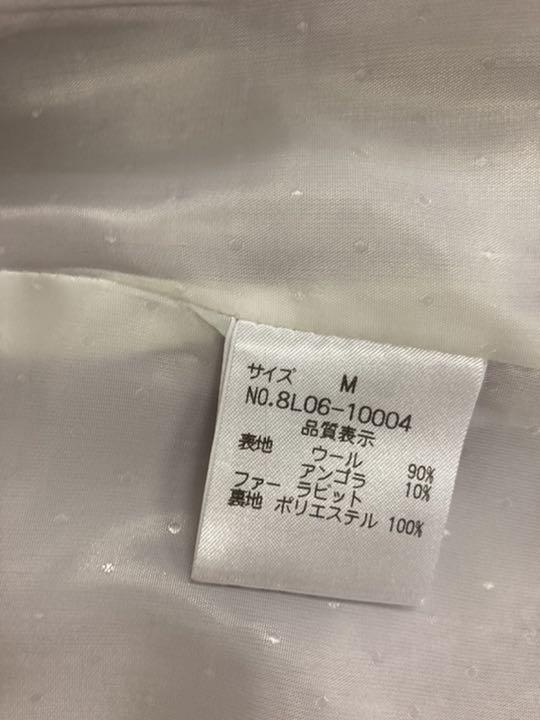 サイズ M
NO.8L06-10004
品質表示
表地 ウール 90%
アンゴラ 10%
ファー ラビット
裏地 ポリエステル 100%